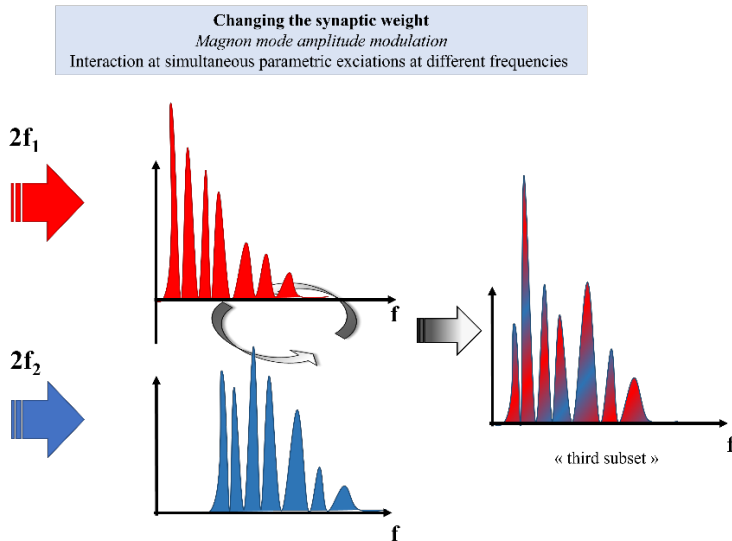 Changing the synaptic weight
Magnon mode amplitude modulation
Interaction at simultaneous parametric exciations at different frequencies
2f₁
f
2f₂
f
f
« third subset »